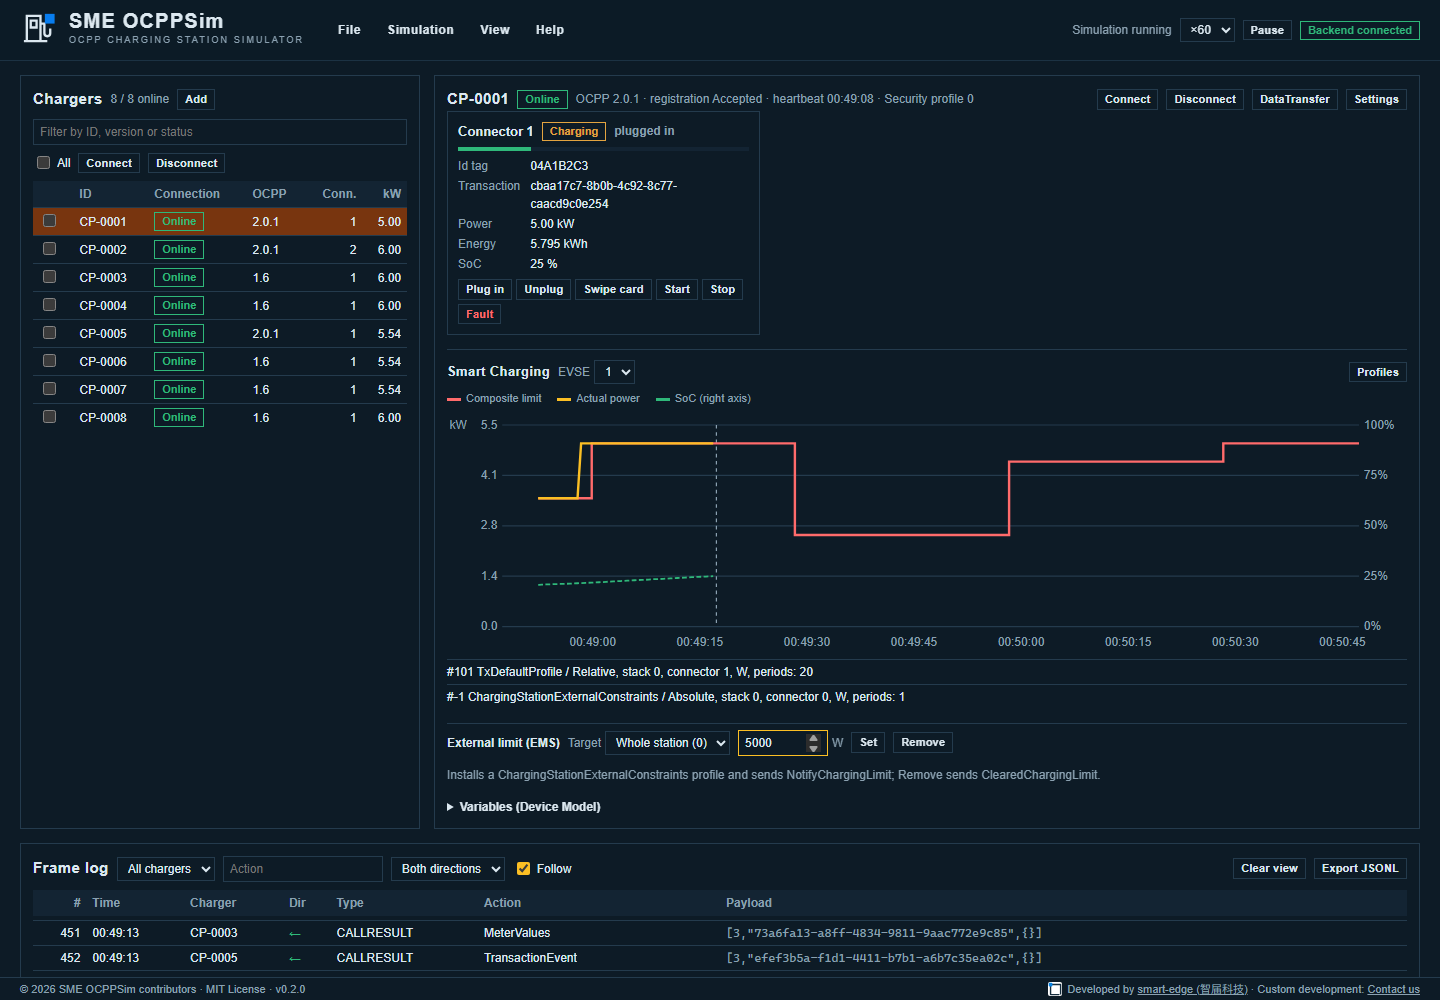 SME OCPPSim
OCPP CHARGING STATION SIMULATOR
File Simulation View Help
Simulation running ×60 Pause Backend connected
Chargers 8 / 8 online Add
Filter by ID, version or status
All Connect Disconnect
ID Connection OCPP Conn. kW
CP-0001 Online 2.0.1 1 5.00
CP-0002 Online 2.0.1 2 6.00
CP-0003 Online 1.6 1 6.00
CP-0004 Online 1.6 1 6.00
CP-0005 Online 2.0.1 1 5.54
CP-0006 Online 1.6 1 5.54
CP-0007 Online 1.6 1 5.54
CP-0008 Online 1.6 1 6.00
CP-0001 Online OCPP 2.0.1 · registration Accepted · heartbeat 00:49:08 · Security profile 0
Connect Disconnect DataTransfer Settings
Connector 1 Charging plugged in
Id tag 04A1B2C3
Transaction cbaa17c7-8b0b-4c92-8c77-
caacd9c0e254
Power 5.00 kW
Energy 5.795 kWh
SoC 25 %
Plug in Unplug Swipe card Start Stop
Fault
Smart Charging EVSE 1 Profiles
Composite limit Actual power SoC (right axis)
kW 5.5 100%
4.1 75%
2.8 50%
1.4 25%
0.0 0%
00:49:00 00:49:15 00:49:30 00:49:45 00:50:00 00:50:15 00:50:30 00:50:45
#101 TxDefaultProfile / Relative, stack 0, connector 1, W, periods: 20
#-1 ChargingStationExternalConstraints / Absolute, stack 0, connector 0, W, periods: 1
External limit (EMS) Target Whole station (0) 5000 W Set Remove
Installs a ChargingStationExternalConstraints profile and sends NotifyChargingLimit; Remove sends ClearedChargingLimit.
Variables (Device Model)
Frame log All chargers Action Both directions Follow Clear view Export JSONL
# Time Charger Dir Type Action Payload
451 00:49:13 CP-0003 ← CALLRESULT MeterValues [3,"73a6fa13-a8ff-4834-9811-9aac772e9c85",{}]
452 00:49:13 CP-0005 ← CALLRESULT TransactionEvent [3,"efef3b5a-f1d1-4411-b7b1-a6b7c35ea02c",{}]
© 2026 SME OCPPSim contributors · MIT License · v0.2.0
Developed by smart-edge (智届科技) · Custom development: Contact us